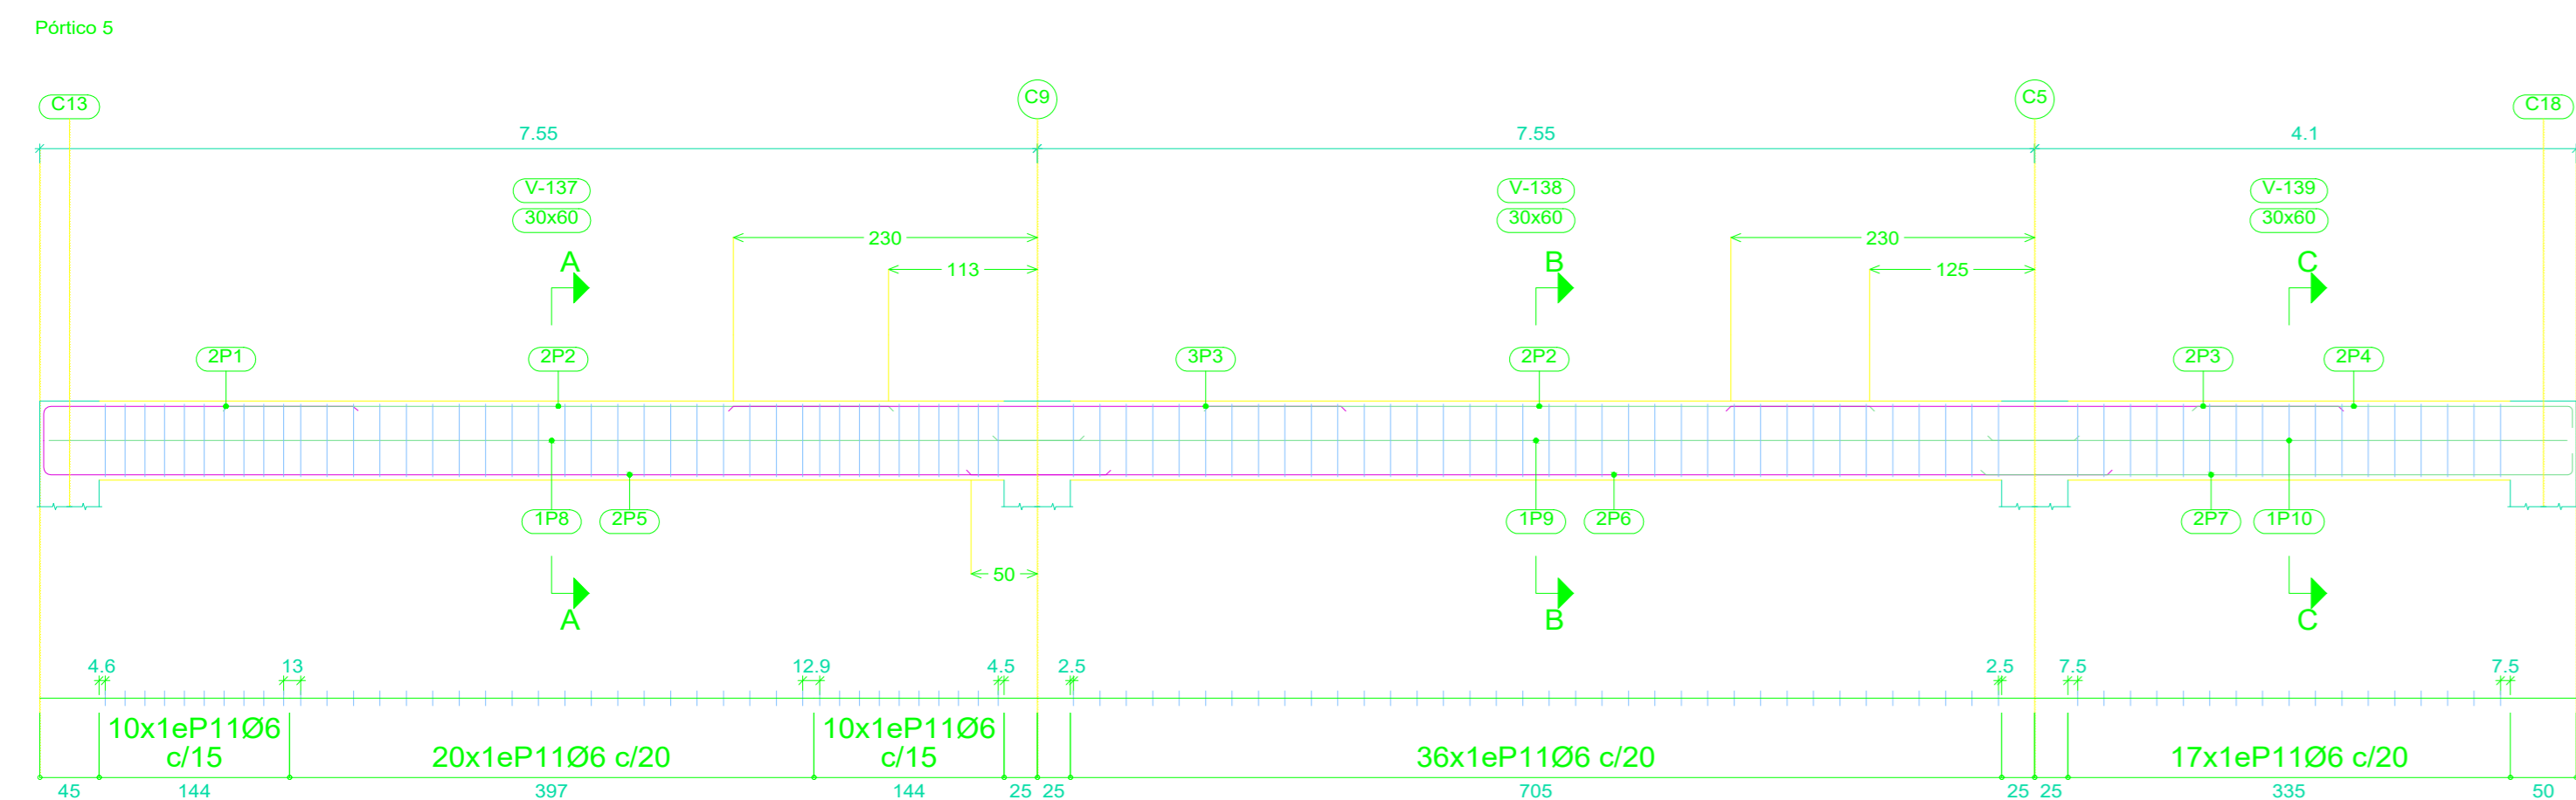 Pórtico 5
C13
C9
C5
C18
7.55
7.55
4.1
V-137
V-138
V-139
30x60
30x60
30x60
230
230
A
B
C
113
125
2P1
2P2
3P3
2P2
2P3
2P4
1P8
2P5
1P9
2P6
2P7
1P10
50
A
B
C
4.6
13
12.9
4.5
2.5
2.5
7.5
7.5
10x1eP11Ø6
c/15
20x1eP11Ø6 c/20
10x1eP11Ø6
c/15
36x1eP11Ø6 c/20
17x1eP11Ø6 c/20
45
144
397
144
25
25
705
25
25
335
50